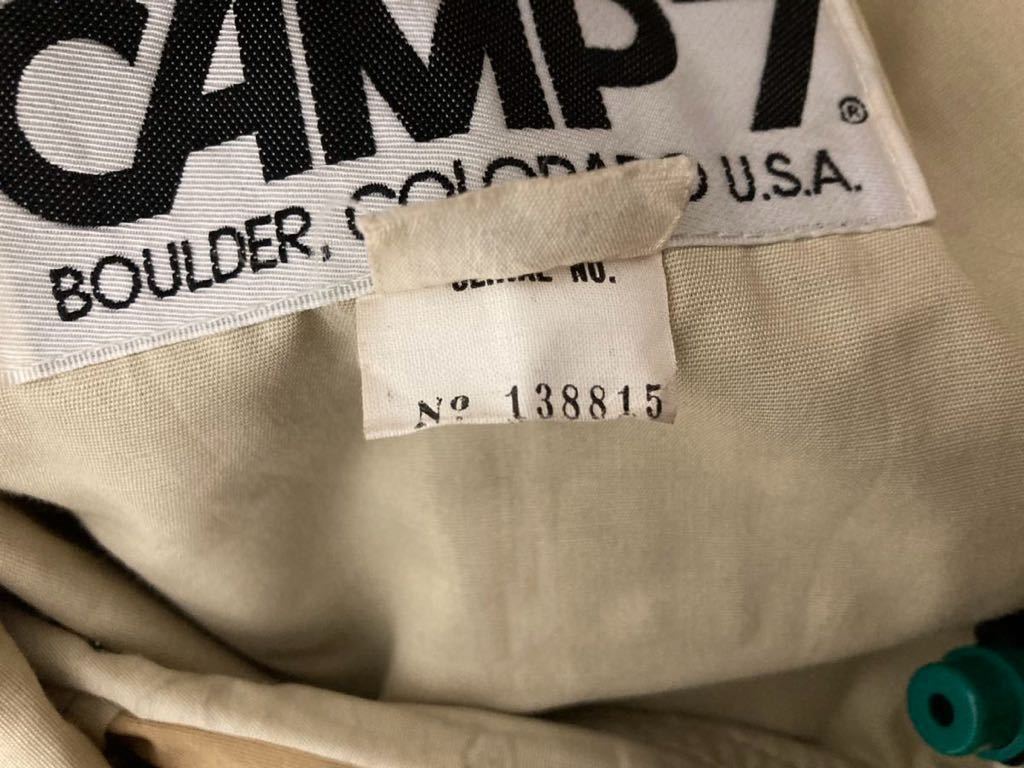 CAMP 7®
BOULDER, COLORADO U.S.A.
SERIAL NO.
Nº 138815